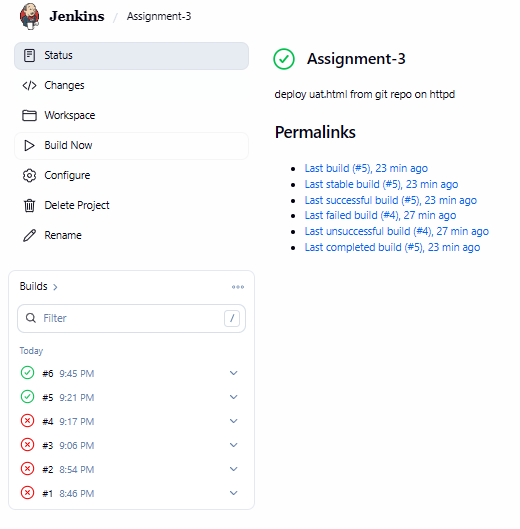 Jenkins / Assignment-3
Status
Changes
Workspace
Build Now
Configure
Delete Project
Rename
Builds
Filter /
Today
#6 9:45 PM
#5 9:21 PM
#4 9:17 PM
#3 9:06 PM
#2 8:54 PM
#1 8:46 PM
Assignment-3
deploy uat.html from git repo on httpd
Permalinks
Last build (#5), 23 min ago
Last stable build (#5), 23 min ago
Last successful build (#5), 23 min ago
Last failed build (#4), 27 min ago
Last unsuccessful build (#4), 27 min ago
Last completed build (#5), 23 min ago